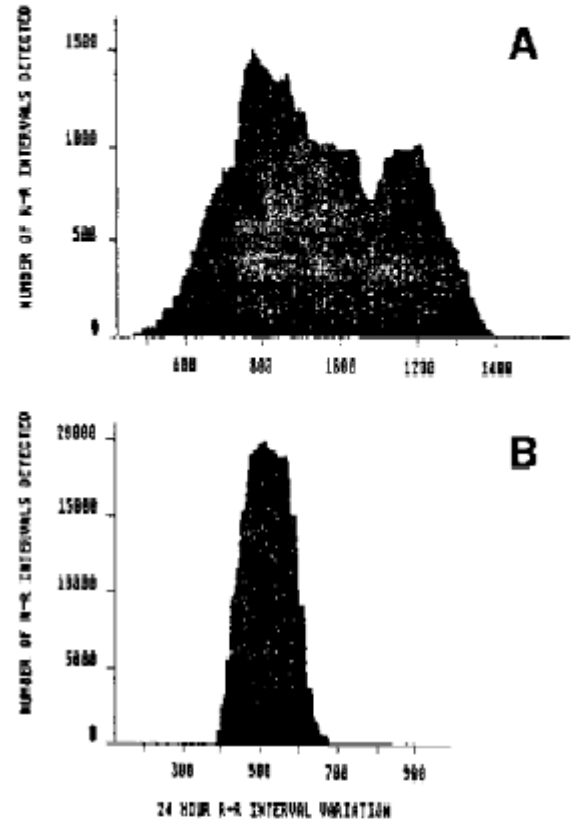 A
NUMBER OF R-R INTERVALS DETECTED
1500
1000
500
0
600 800 1000 1200 1400
B
NUMBER OF R-R INTERVALS DETECTED
20000
15000
10000
5000
0
300 500 700 900
24 HOUR R-R INTERVAL VARIATION